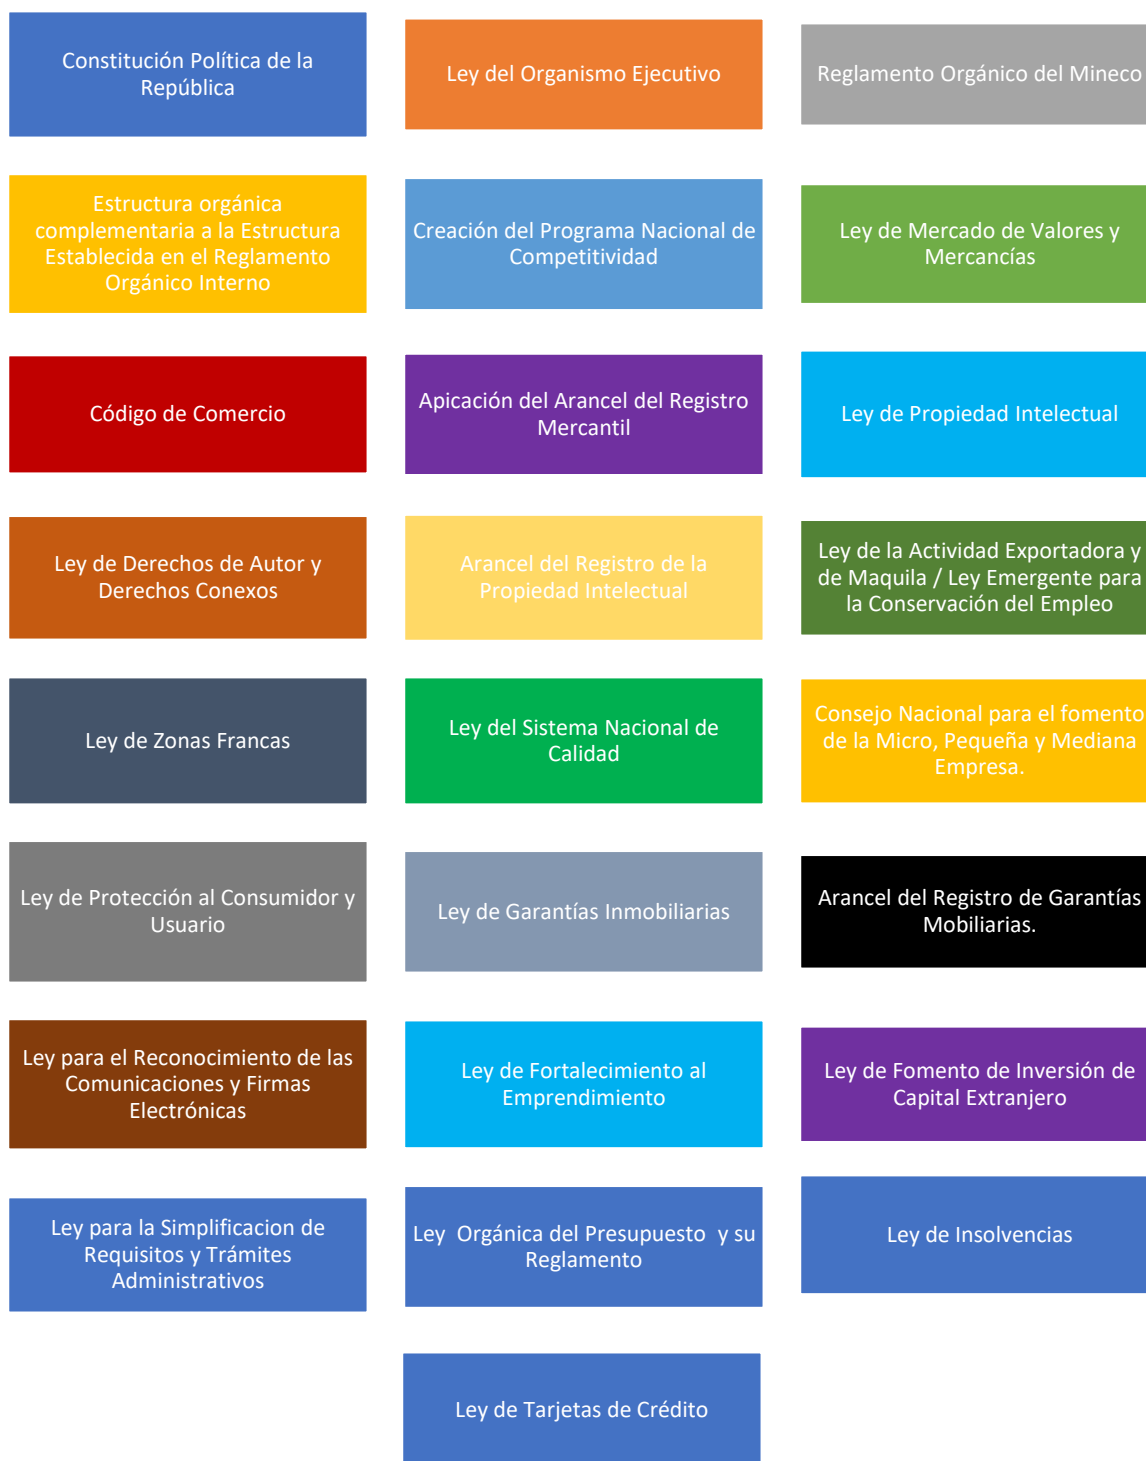 Constitución Política de la
República
Ley del Organismo Ejecutivo
Reglamento Orgánico del Mineco
Estructura orgánica
complementaria a la Estructura
Establecida en el Reglamento
Orgánico Interno
Creación del Programa Nacional de
Competitividad
Ley de Mercado de Valores y
Mercancías
Código de Comercio
Apicación del Arancel del Registro
Mercantil
Ley de Propiedad Intelectual
Ley de Derechos de Autor y
Derechos Conexos
Arancel del Registro de la
Propiedad Intelectual
Ley de la Actividad Exportadora y
de Maquila / Ley Emergente para
la Conservación del Empleo
Ley de Zonas Francas
Ley del Sistema Nacional de
Calidad
Consejo Nacional para el fomento
de la Micro, Pequeña y Mediana
Empresa.
Ley de Protección al Consumidor y
Usuario
Ley de Garantías Inmobiliarias
Arancel del Registro de Garantías
Mobiliarias.
Ley para el Reconocimiento de las
Comunicaciones y Firmas
Electrónicas
Ley de Fortalecimiento al
Emprendimiento
Ley de Fomento de Inversión de
Capital Extranjero
Ley para la Simplificacion de
Requisitos y Trámites
Administrativos
Ley  Orgánica del Presupuesto  y su
Reglamento
Ley de Insolvencias
Ley de Tarjetas de Crédito